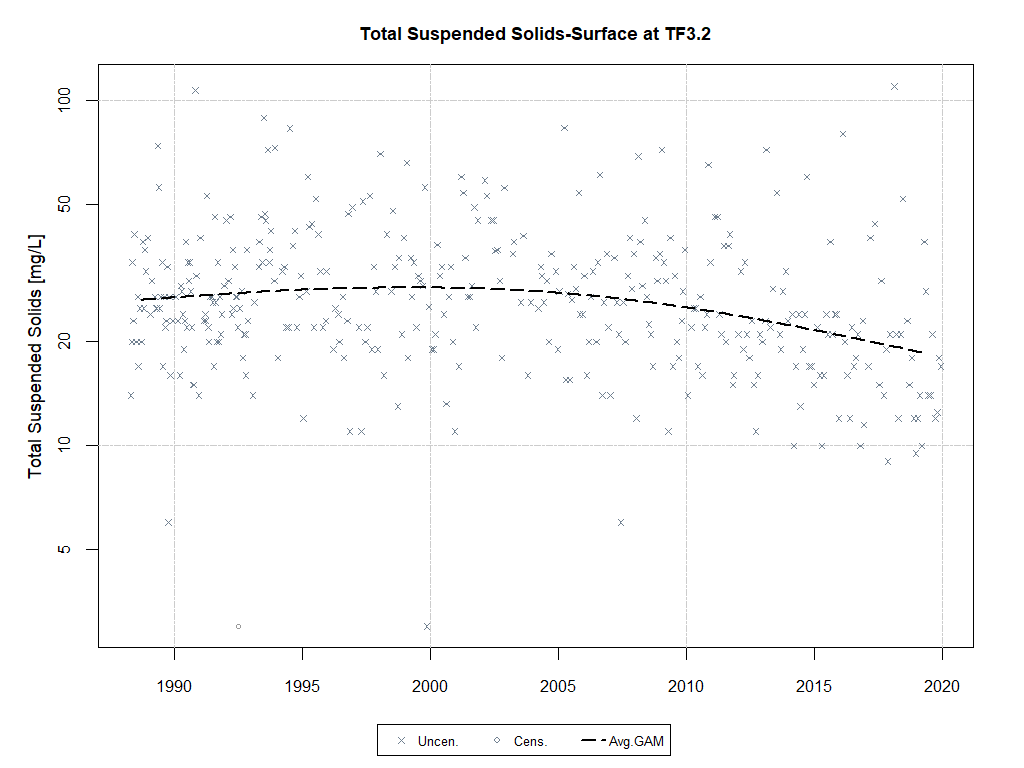 Total Suspended Solids-Surface at TF3.2
Total Suspended Solids [mg/L]
100
50
20
10
5
1990 1995 2000 2005 2010 2015 2020
Uncen. Cens. Avg.GAM